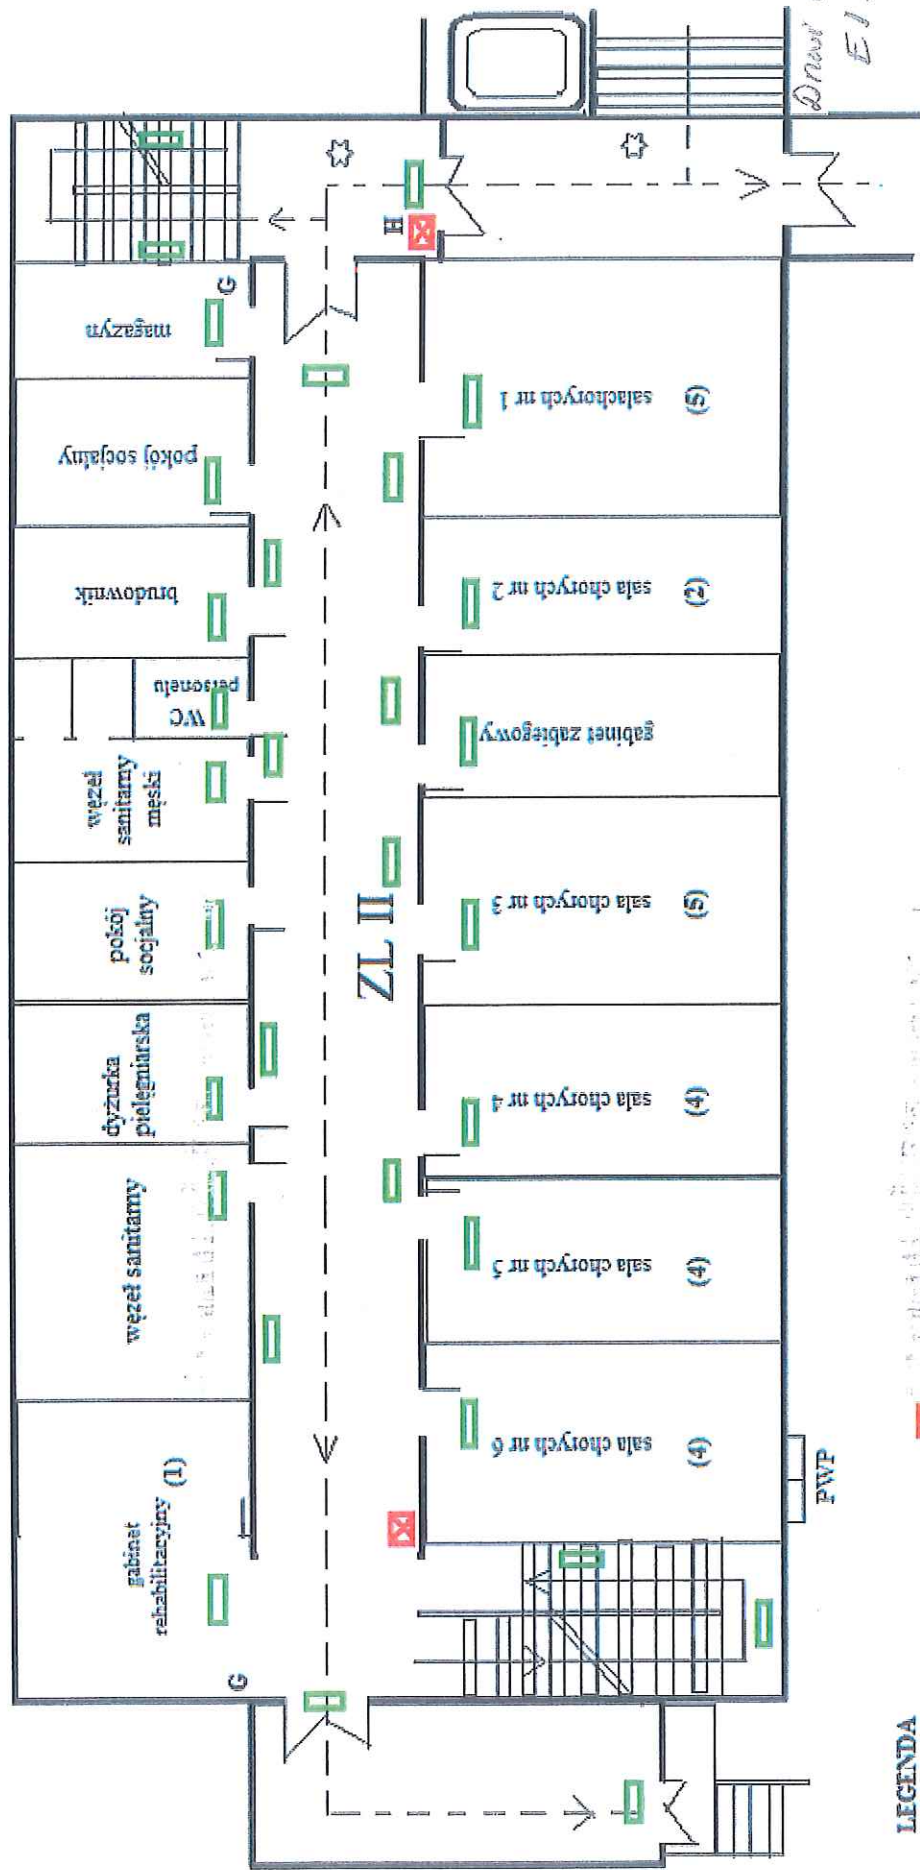 gabinet
rehabilitacyjny (1)
węzeł sanitarny
dyżurka
pielęgniarska
pokój
socjalny
węzeł
sanitarny
męski
WC
personelu
brudownik
pokój socjalny
magazyn
G
G
ZL II
H
sala chorych nr 6
(4)
sala chorych nr 5
(4)
sala chorych nr 4
(4)
sala chorych nr 3
(5)
gabinet zabiegowy
sala chorych nr 2
(2)
salachorych nr 1
(5)
PWP
LEGENDA